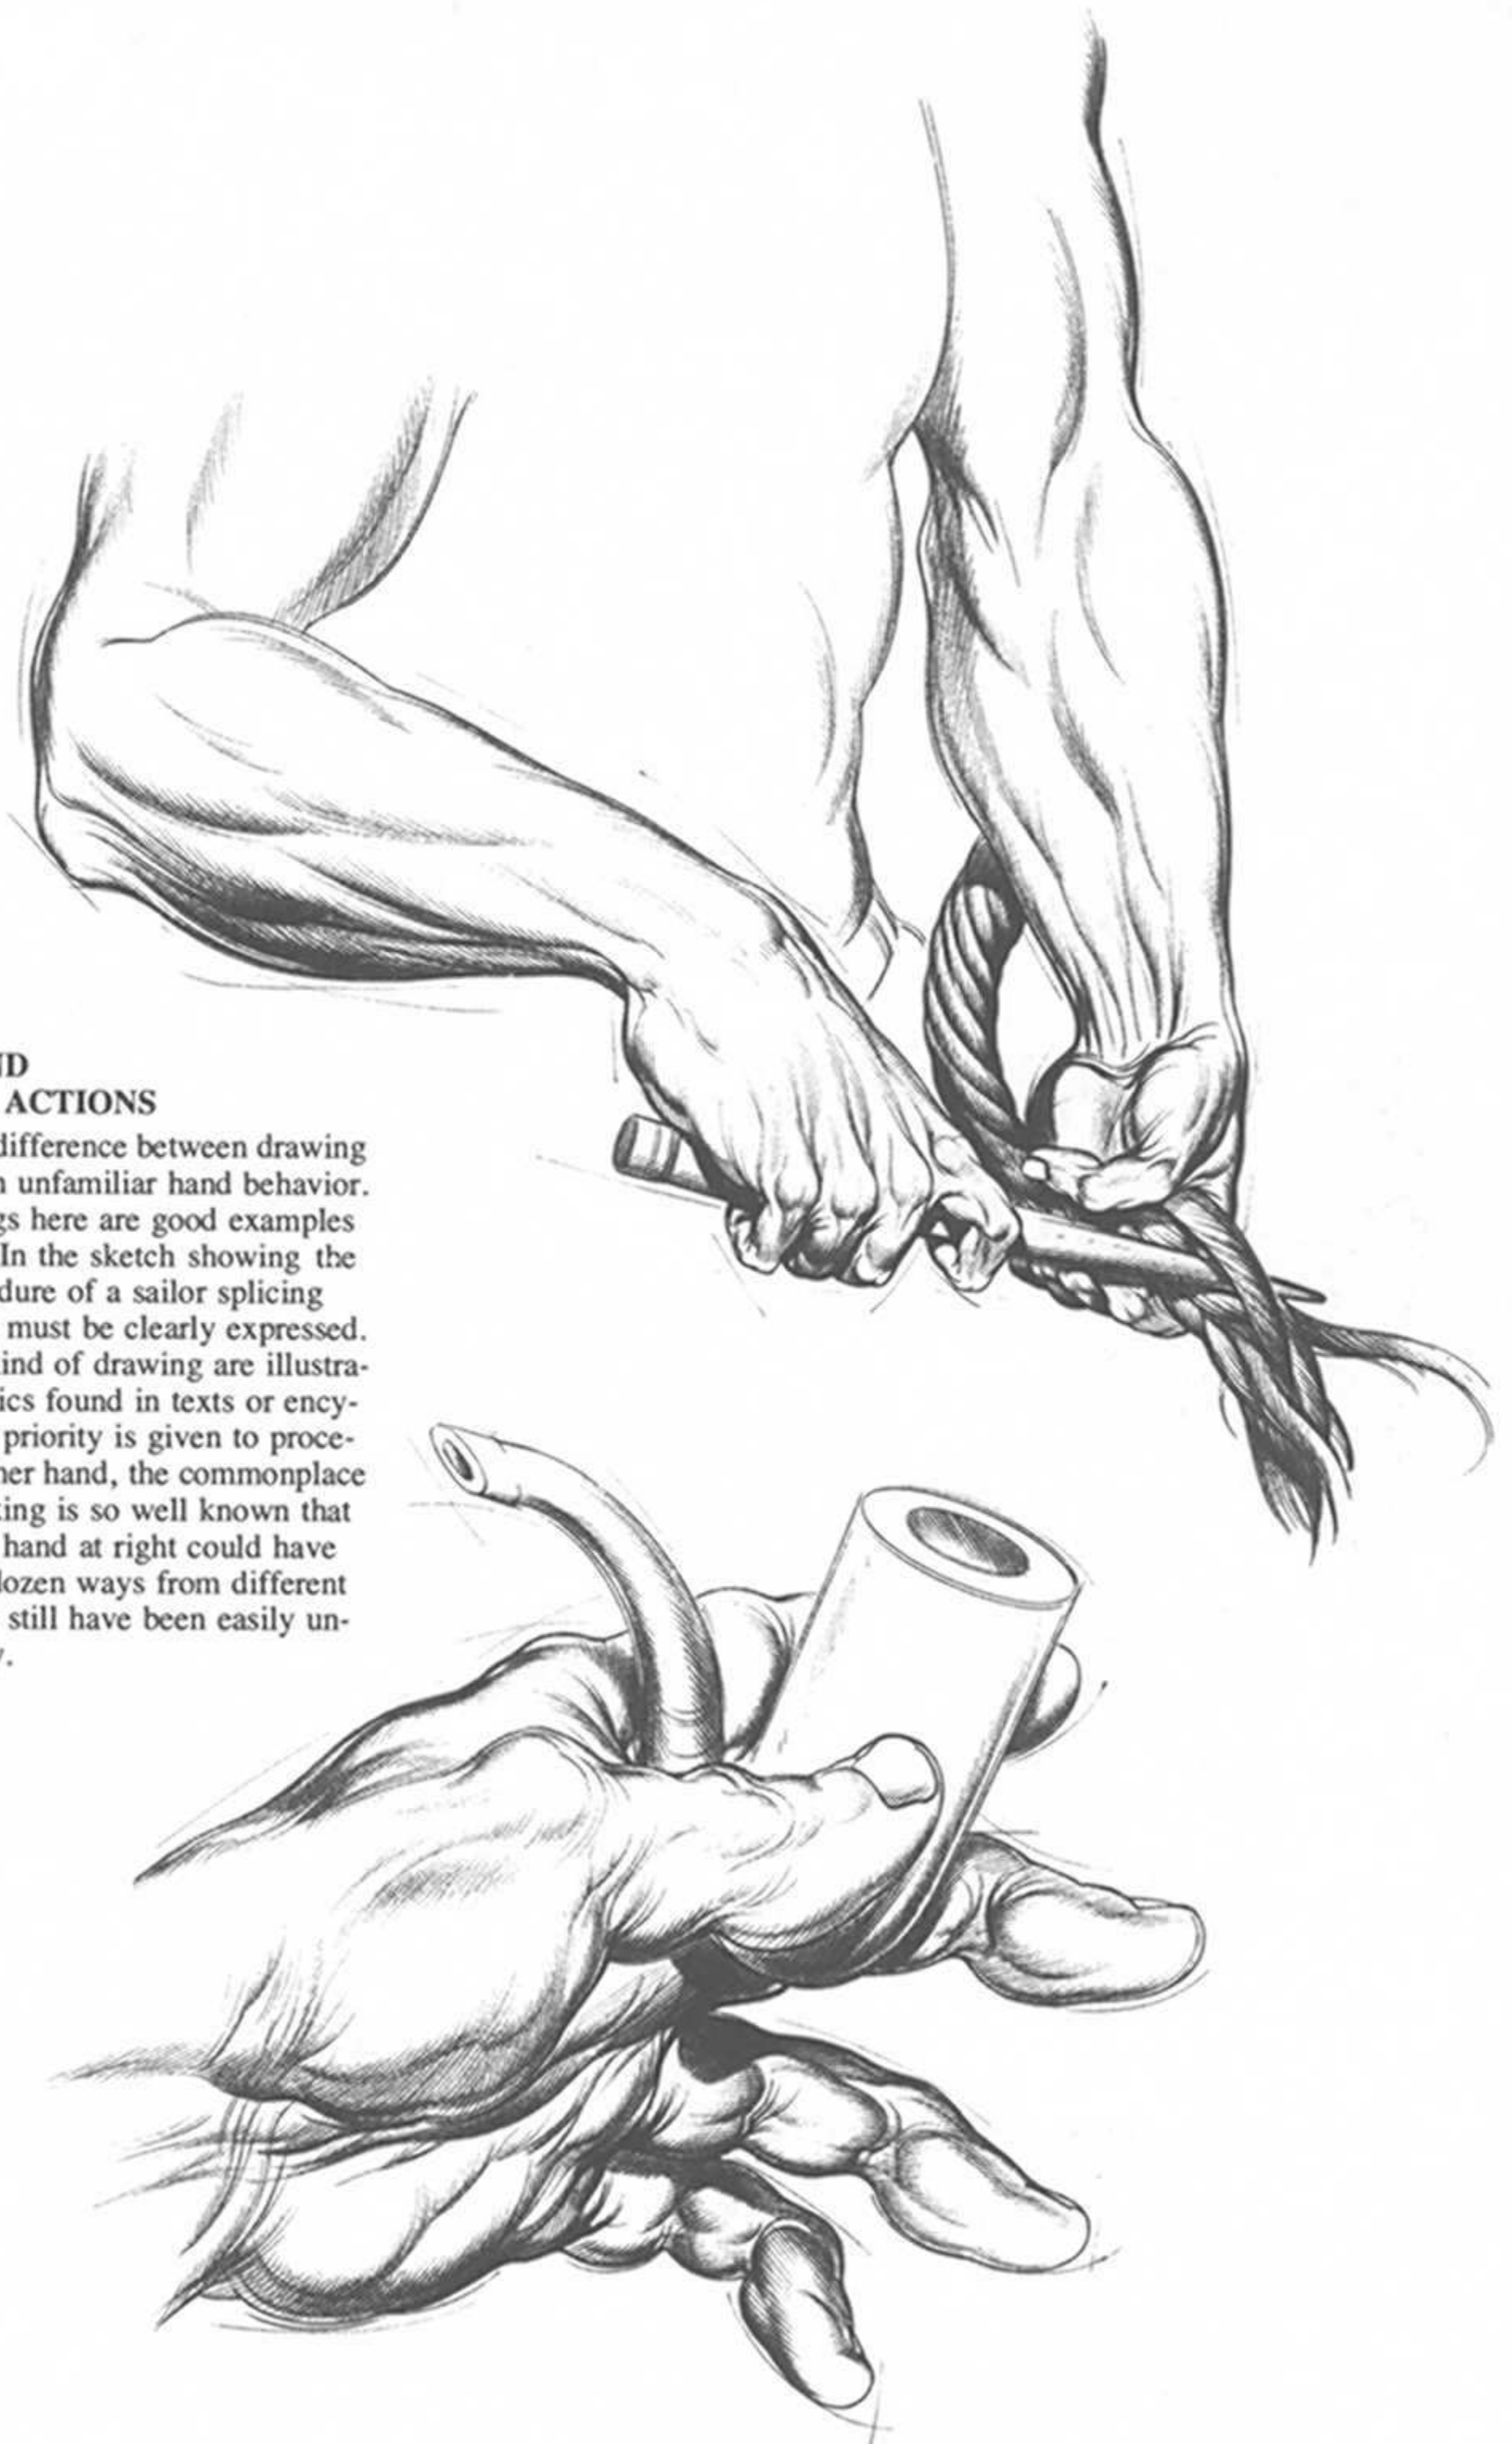 ND
ACTIONS
difference between drawing
unfamiliar hand behavior.
gs here are good examples
In the sketch showing the
dure of a sailor splicing
must be clearly expressed.
ind of drawing are illustra-
ics found in texts or ency-
priority is given to proce-
er hand, the commonplace
king is so well known that
hand at right could have
dozen ways from different
still have been easily un-
y.